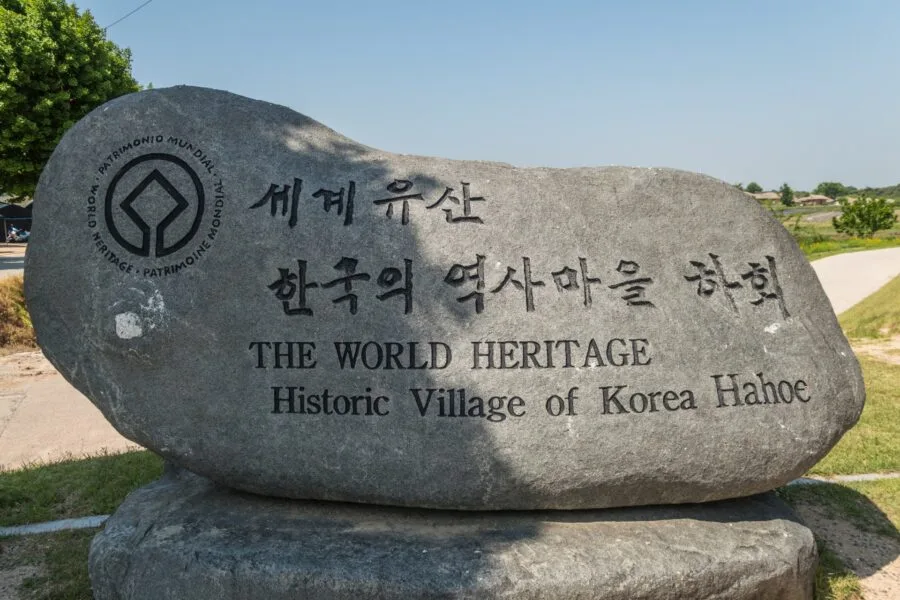 WORLD HERITAGE · PATRIMOINE MONDIAL · PATRIMONIO MUNDIAL ·
세계 유산
한국의 역사마을 하회
THE WORLD HERITAGE
Historic Village of Korea Hahoe